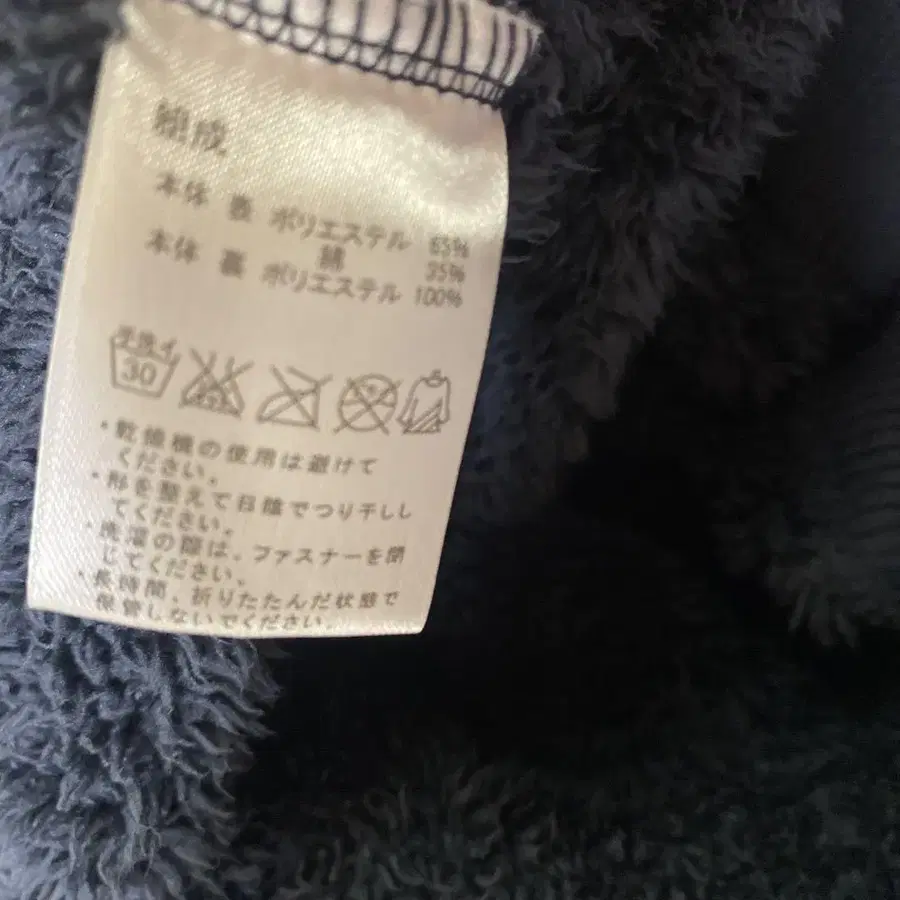 組成
本体 表 ポリエステル 65%
綿 35%
本体 裏 ポリエステル 100%
手洗イ
30
・乾燥機の使用は避けて
ください。
・形を整えて日陰でつり干しし
てください。
・洗濯の際は、ファスナーを閉
じてください。
・長時間、折りたたんだ状態で
保管しないでください。